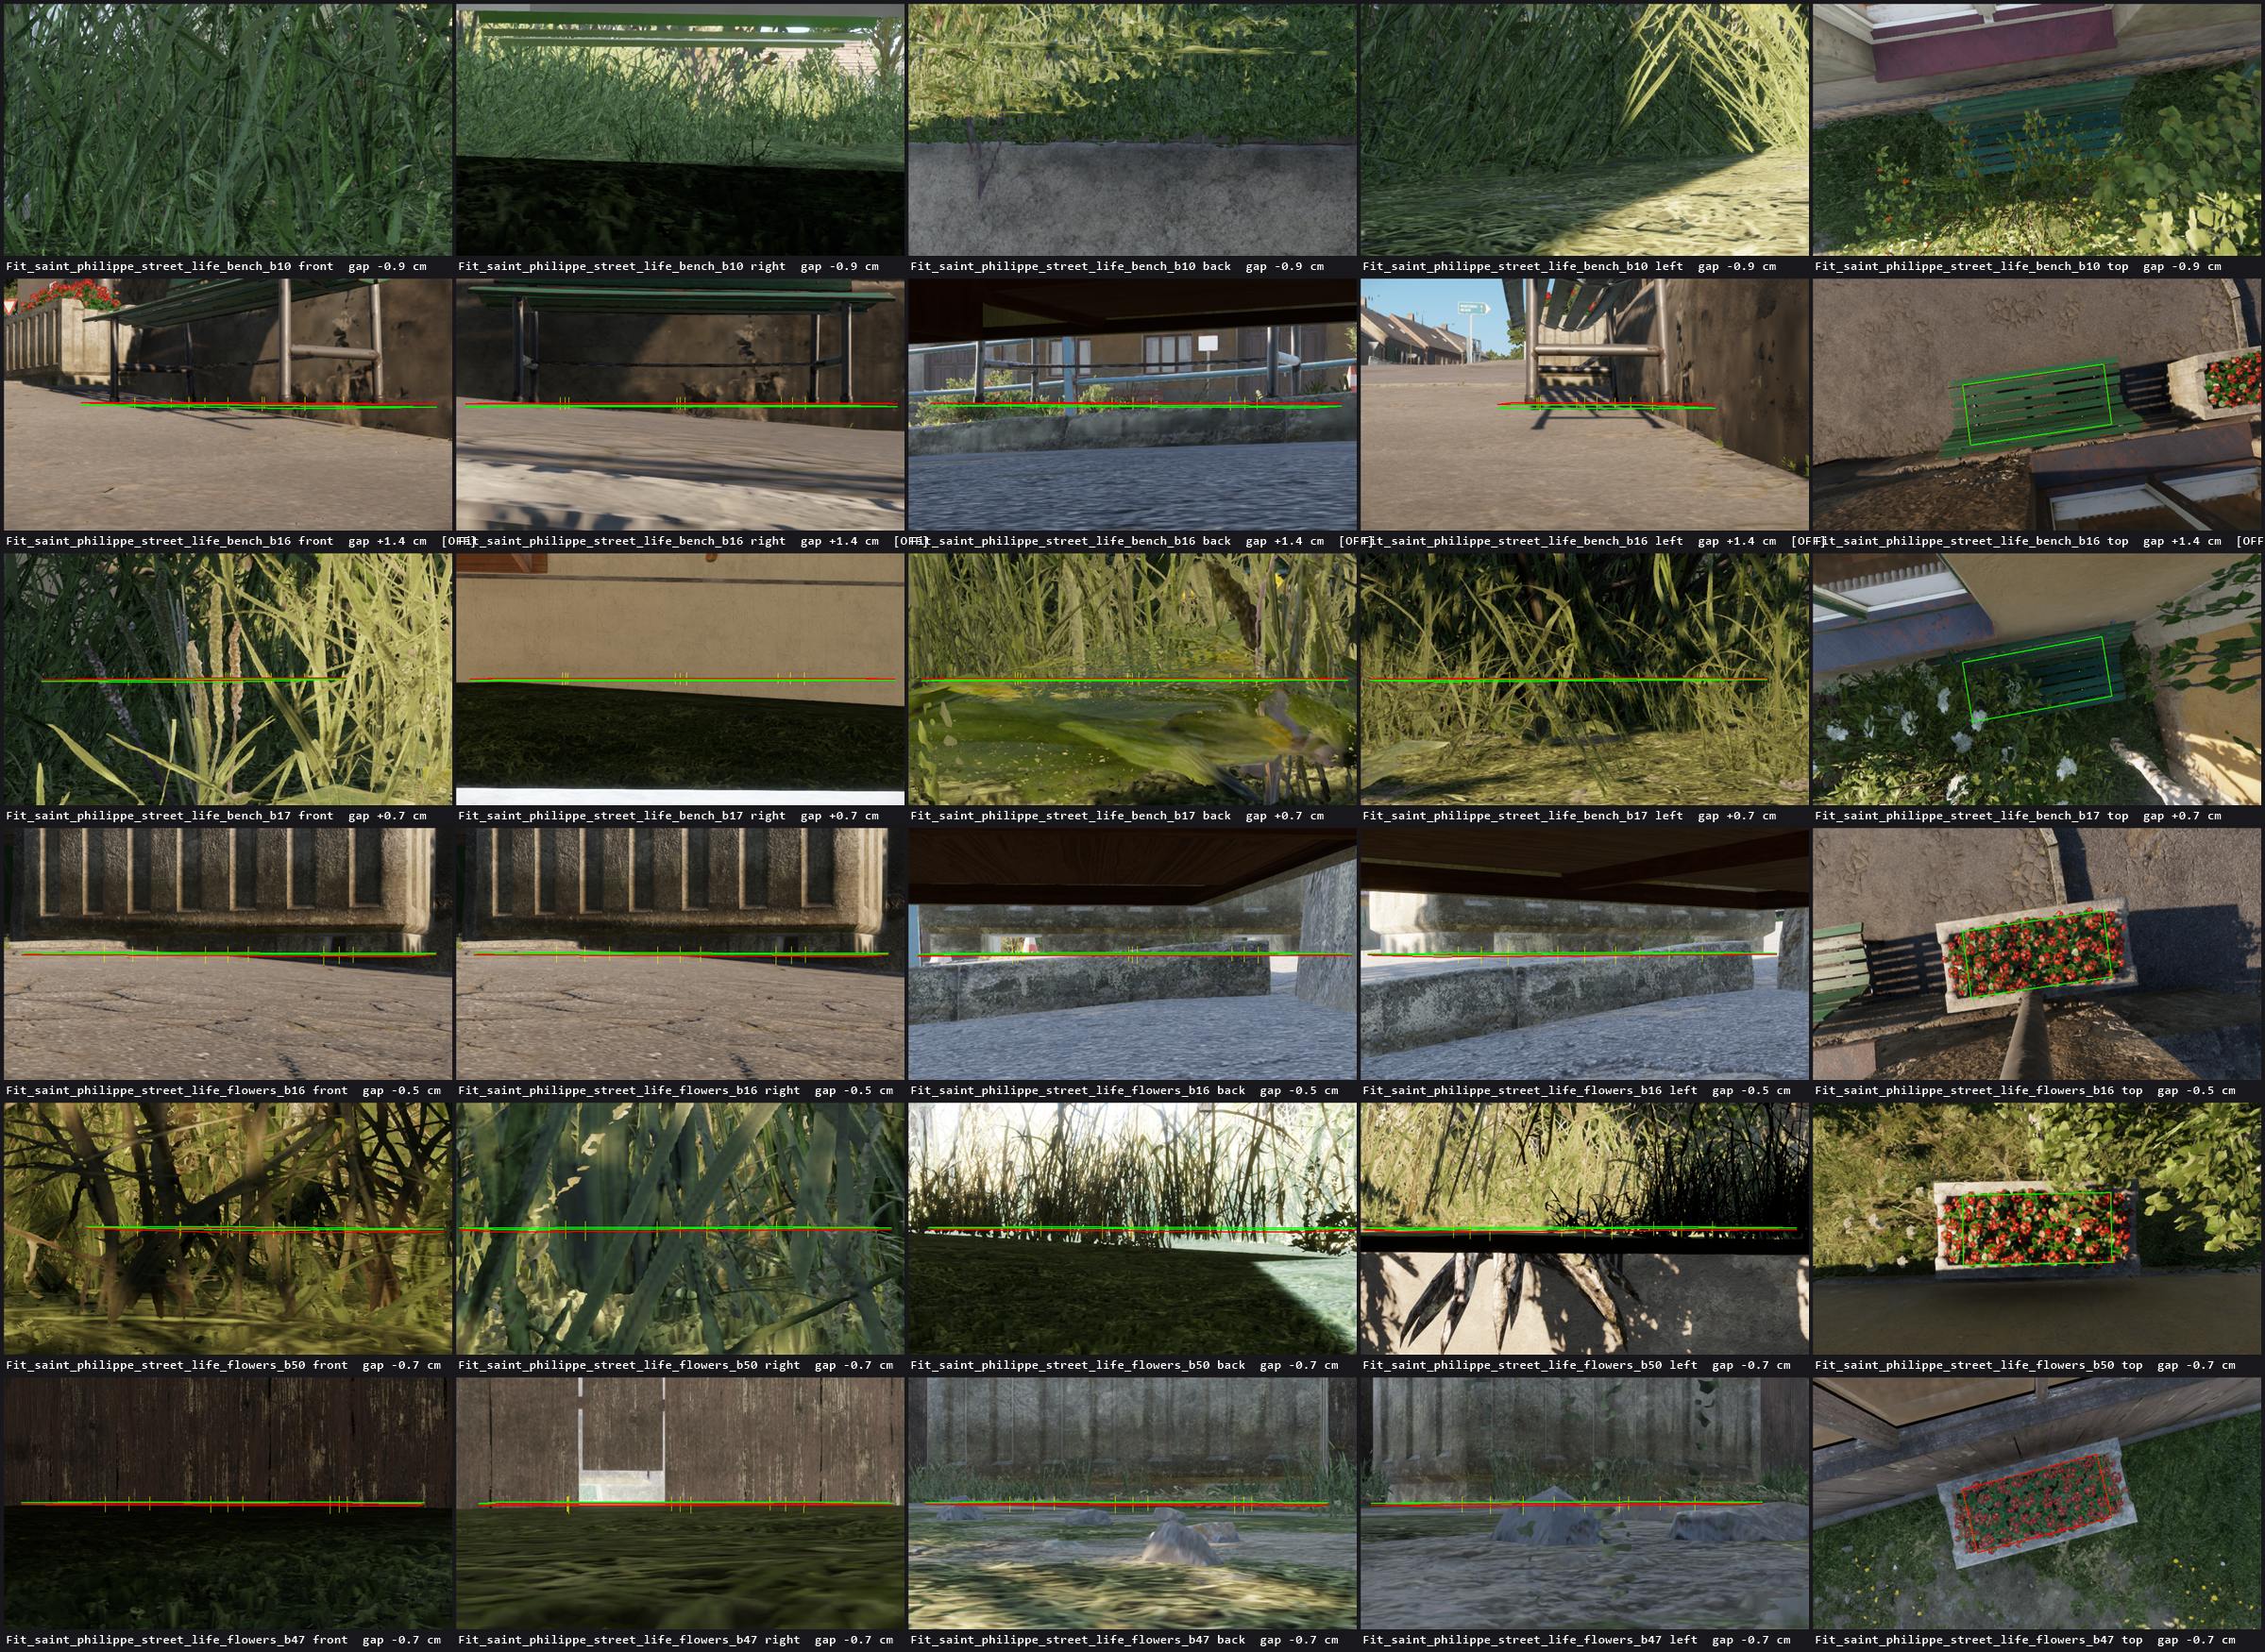 Fit_saint_philippe_street_life_bench_b10 front  gap -0.9 cm
Fit_saint_philippe_street_life_bench_b10 right  gap -0.9 cm
Fit_saint_philippe_street_life_bench_b10 back  gap -0.9 cm
Fit_saint_philippe_street_life_bench_b10 left  gap -0.9 cm
Fit_saint_philippe_street_life_bench_b10 top  gap -0.9 cm
Fit_saint_philippe_street_life_bench_b16 front  gap +1.4 cm
Fit_saint_philippe_street_life_bench_b16 right  gap +1.4 cm
Fit_saint_philippe_street_life_bench_b16 back  gap +1.4 cm
Fit_saint_philippe_street_life_bench_b16 left  gap +1.4 cm
Fit_saint_philippe_street_life_bench_b16 top  gap +1.4 cm  [OFF
Fit_saint_philippe_street_life_bench_b17 front  gap +0.7 cm
Fit_saint_philippe_street_life_bench_b17 right  gap +0.7 cm
Fit_saint_philippe_street_life_bench_b17 back  gap +0.7 cm
Fit_saint_philippe_street_life_bench_b17 left  gap +0.7 cm
Fit_saint_philippe_street_life_bench_b17 top  gap +0.7 cm
Fit_saint_philippe_street_life_flowers_b16 front  gap -0.5 cm
Fit_saint_philippe_street_life_flowers_b16 right  gap -0.5 cm
Fit_saint_philippe_street_life_flowers_b16 back  gap -0.5 cm
Fit_saint_philippe_street_life_flowers_b16 left  gap -0.5 cm
Fit_saint_philippe_street_life_flowers_b16 top  gap -0.5 cm
Fit_saint_philippe_street_life_flowers_b50 front  gap -0.7 cm
Fit_saint_philippe_street_life_flowers_b50 right  gap -0.7 cm
Fit_saint_philippe_street_life_flowers_b50 back  gap -0.7 cm
Fit_saint_philippe_street_life_flowers_b50 left  gap -0.7 cm
Fit_saint_philippe_street_life_flowers_b50 top  gap -0.7 cm
Fit_saint_philippe_street_life_flowers_b47 front  gap -0.7 cm
Fit_saint_philippe_street_life_flowers_b47 right  gap -0.7 cm
Fit_saint_philippe_street_life_flowers_b47 back  gap -0.7 cm
Fit_saint_philippe_street_life_flowers_b47 left  gap -0.7 cm
Fit_saint_philippe_street_life_flowers_b47 top  gap -0.7 cm